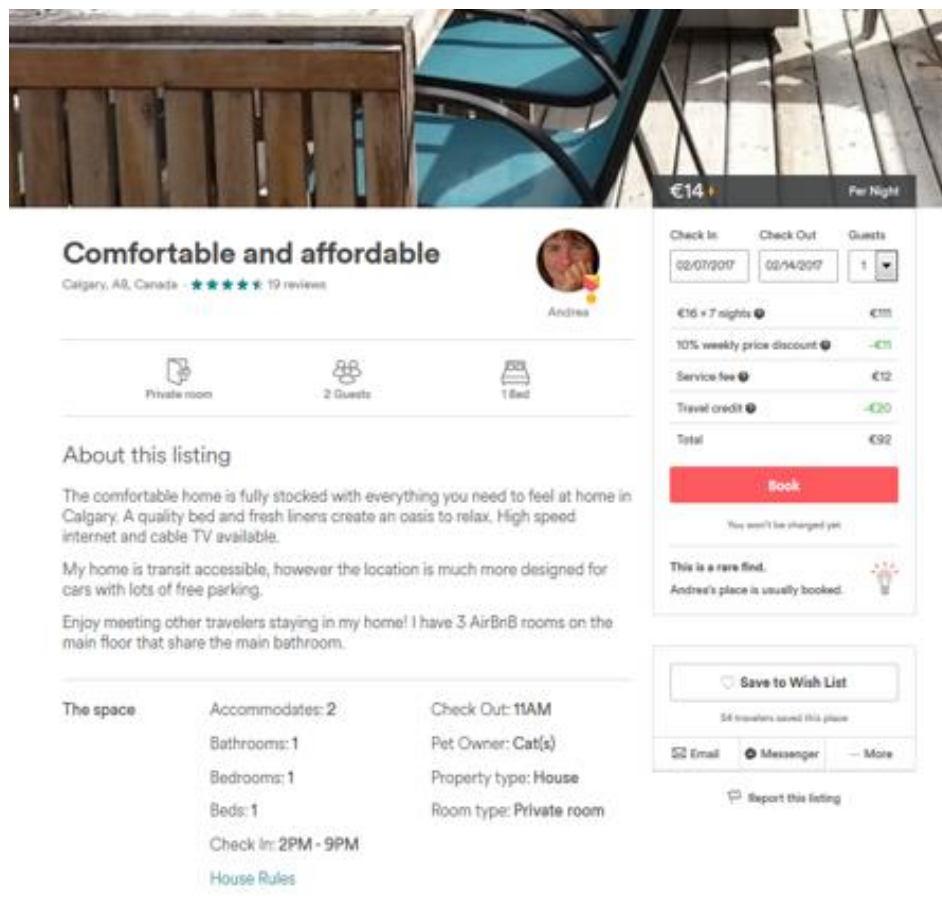 €14
Per Night
Comfortable and affordable
Calgary, AB, Canada · 19 reviews
Andrea
Check In
Check Out
Guests
02/07/2017
02/14/2017
1
€16 × 7 nights
€111
10% weekly price discount
-€11
Service fee
€12
Travel credit
-€20
Total
€92
Book
You won't be charged yet
This is a rare find.
Andrea's place is usually booked.
Private room
2 Guests
1 Bed
About this listing
The comfortable home is fully stocked with everything you need to feel at home in
Calgary. A quality bed and fresh linens create an oasis to relax. High speed
internet and cable TV available.
My home is transit accessible, however the location is much more designed for
cars with lots of free parking.
Enjoy meeting other travelers staying in my home! I have 3 AirBnB rooms on the
main floor that share the main bathroom.
Save to Wish List
54 travelers saved this place
Email
Messenger
··· More
Report this listing
The space
Accommodates: 2
Bathrooms: 1
Bedrooms: 1
Beds: 1
Check In: 2PM - 9PM
House Rules
Check Out: 11AM
Pet Owner: Cat(s)
Property type: House
Room type: Private room